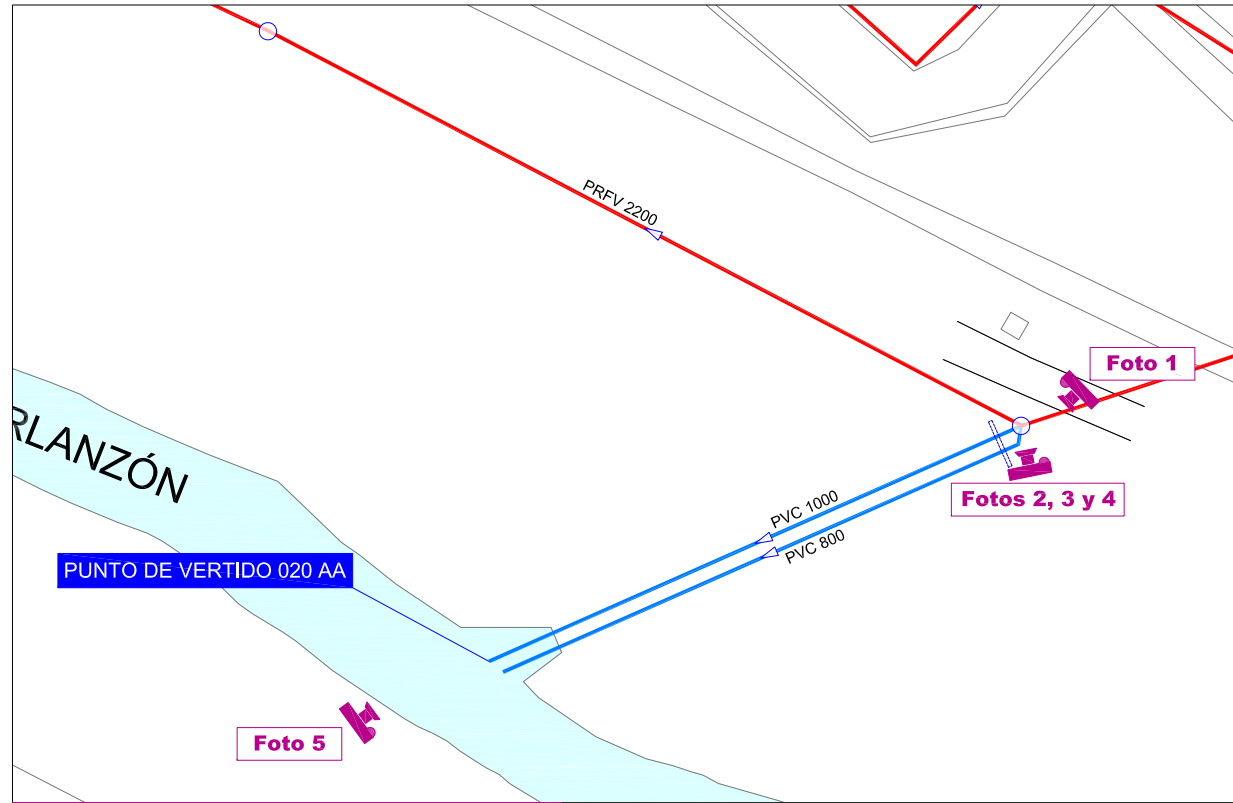 PRFV 2200
Foto 1
RLANZÓN
Fotos 2, 3 y 4
PVC 1000
PVC 800
PUNTO DE VERTIDO 020 AA
Foto 5